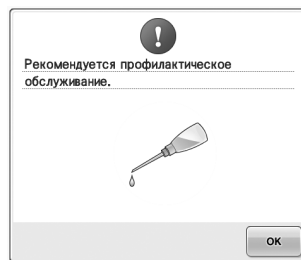 !
Рекомендуется профилактическое
обслуживание.
OK